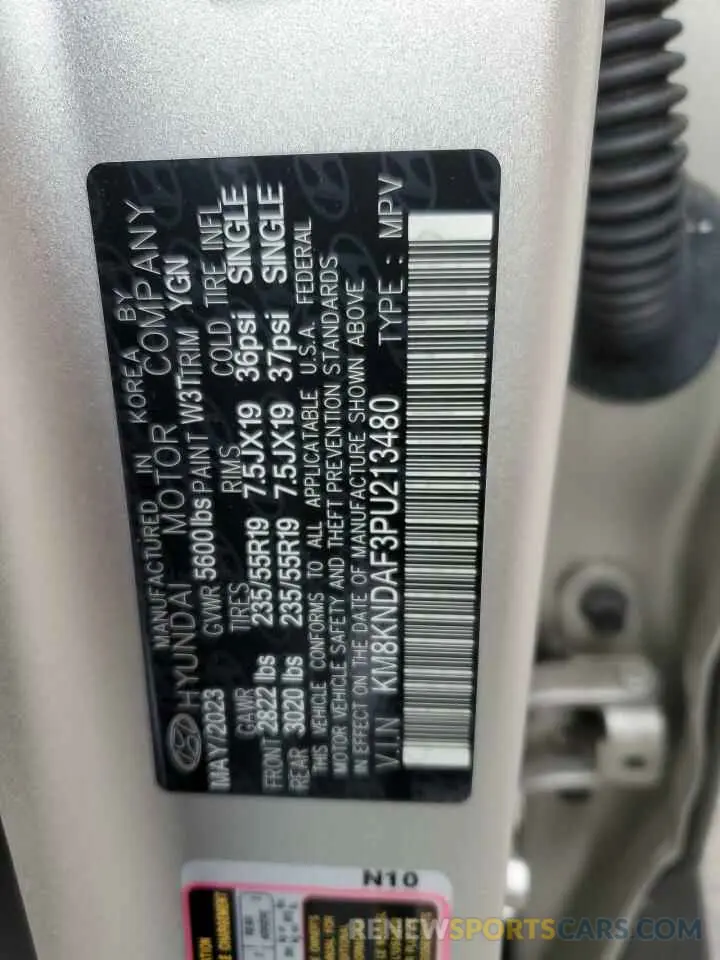 MANUFACTURED IN KOREA BY
HYUNDAI MOTOR COMPANY
MAY/2023 GVWR 5600lbs PAINT W3T TRIM YGN
GAWR TIRES RIMS COLD TIRE INFL
FRONT 2822 lbs 235/55R19 7.5JX19 36psi SINGLE
REAR 3020 lbs 235/55R19 7.5JX19 37psi SINGLE
THIS VEHICLE CONFORMS TO ALL APPLICATABLE U.S.A. FEDERAL
MOTOR VEHICLE SAFETY AND THEFT PREVENTION STANDARDS
IN EFFECT ON THE DATE OF MANUFACTURE SHOWN ABOVE
V.I.N KM8KNDAF3PU213480 TYPE : MPV
N10
RENEWSPORTSCARS.COM